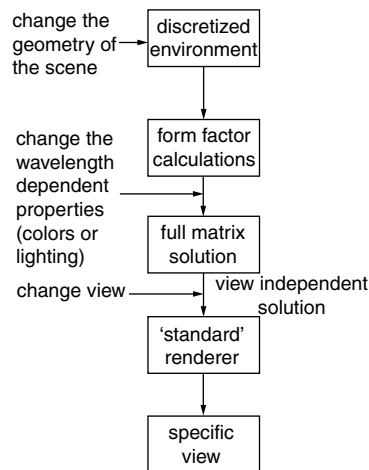 change the
geometry of
the scene
discretized
environment
form factor
calculations
change the
wavelength
dependent
properties
(colors or
lighting)
full matrix
solution
change view
view independent
solution
'standard'
renderer
specific
view